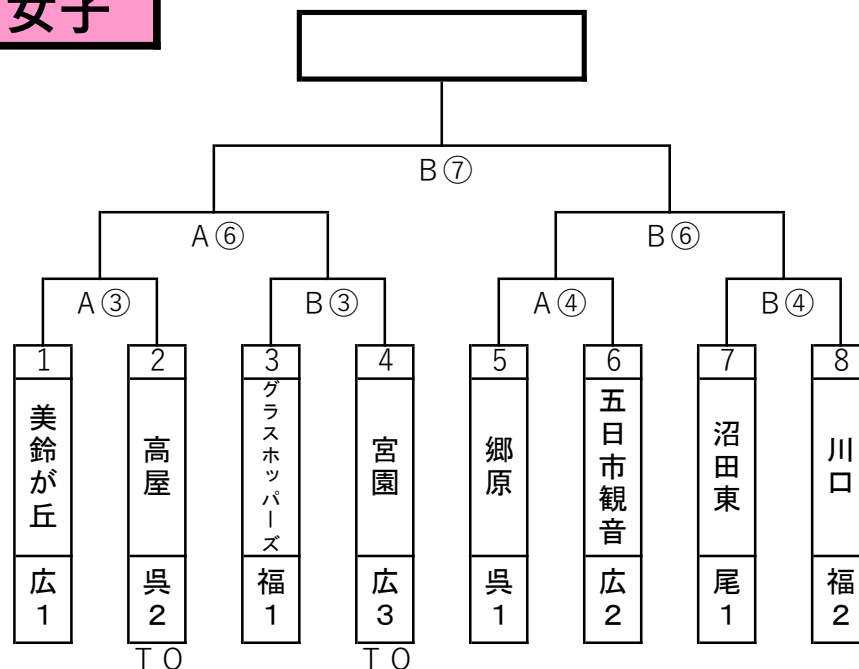 女子
B⑦
A⑥
B⑥
A③
B③
A④
B④
1
2
3
4
5
6
7
8
美鈴が丘
高屋
グラスホッパーズ
宮園
郷原
五日市観音
沼田東
川口
広1
呉2
福1
広3
呉1
広2
尾1
福2
TO
TO